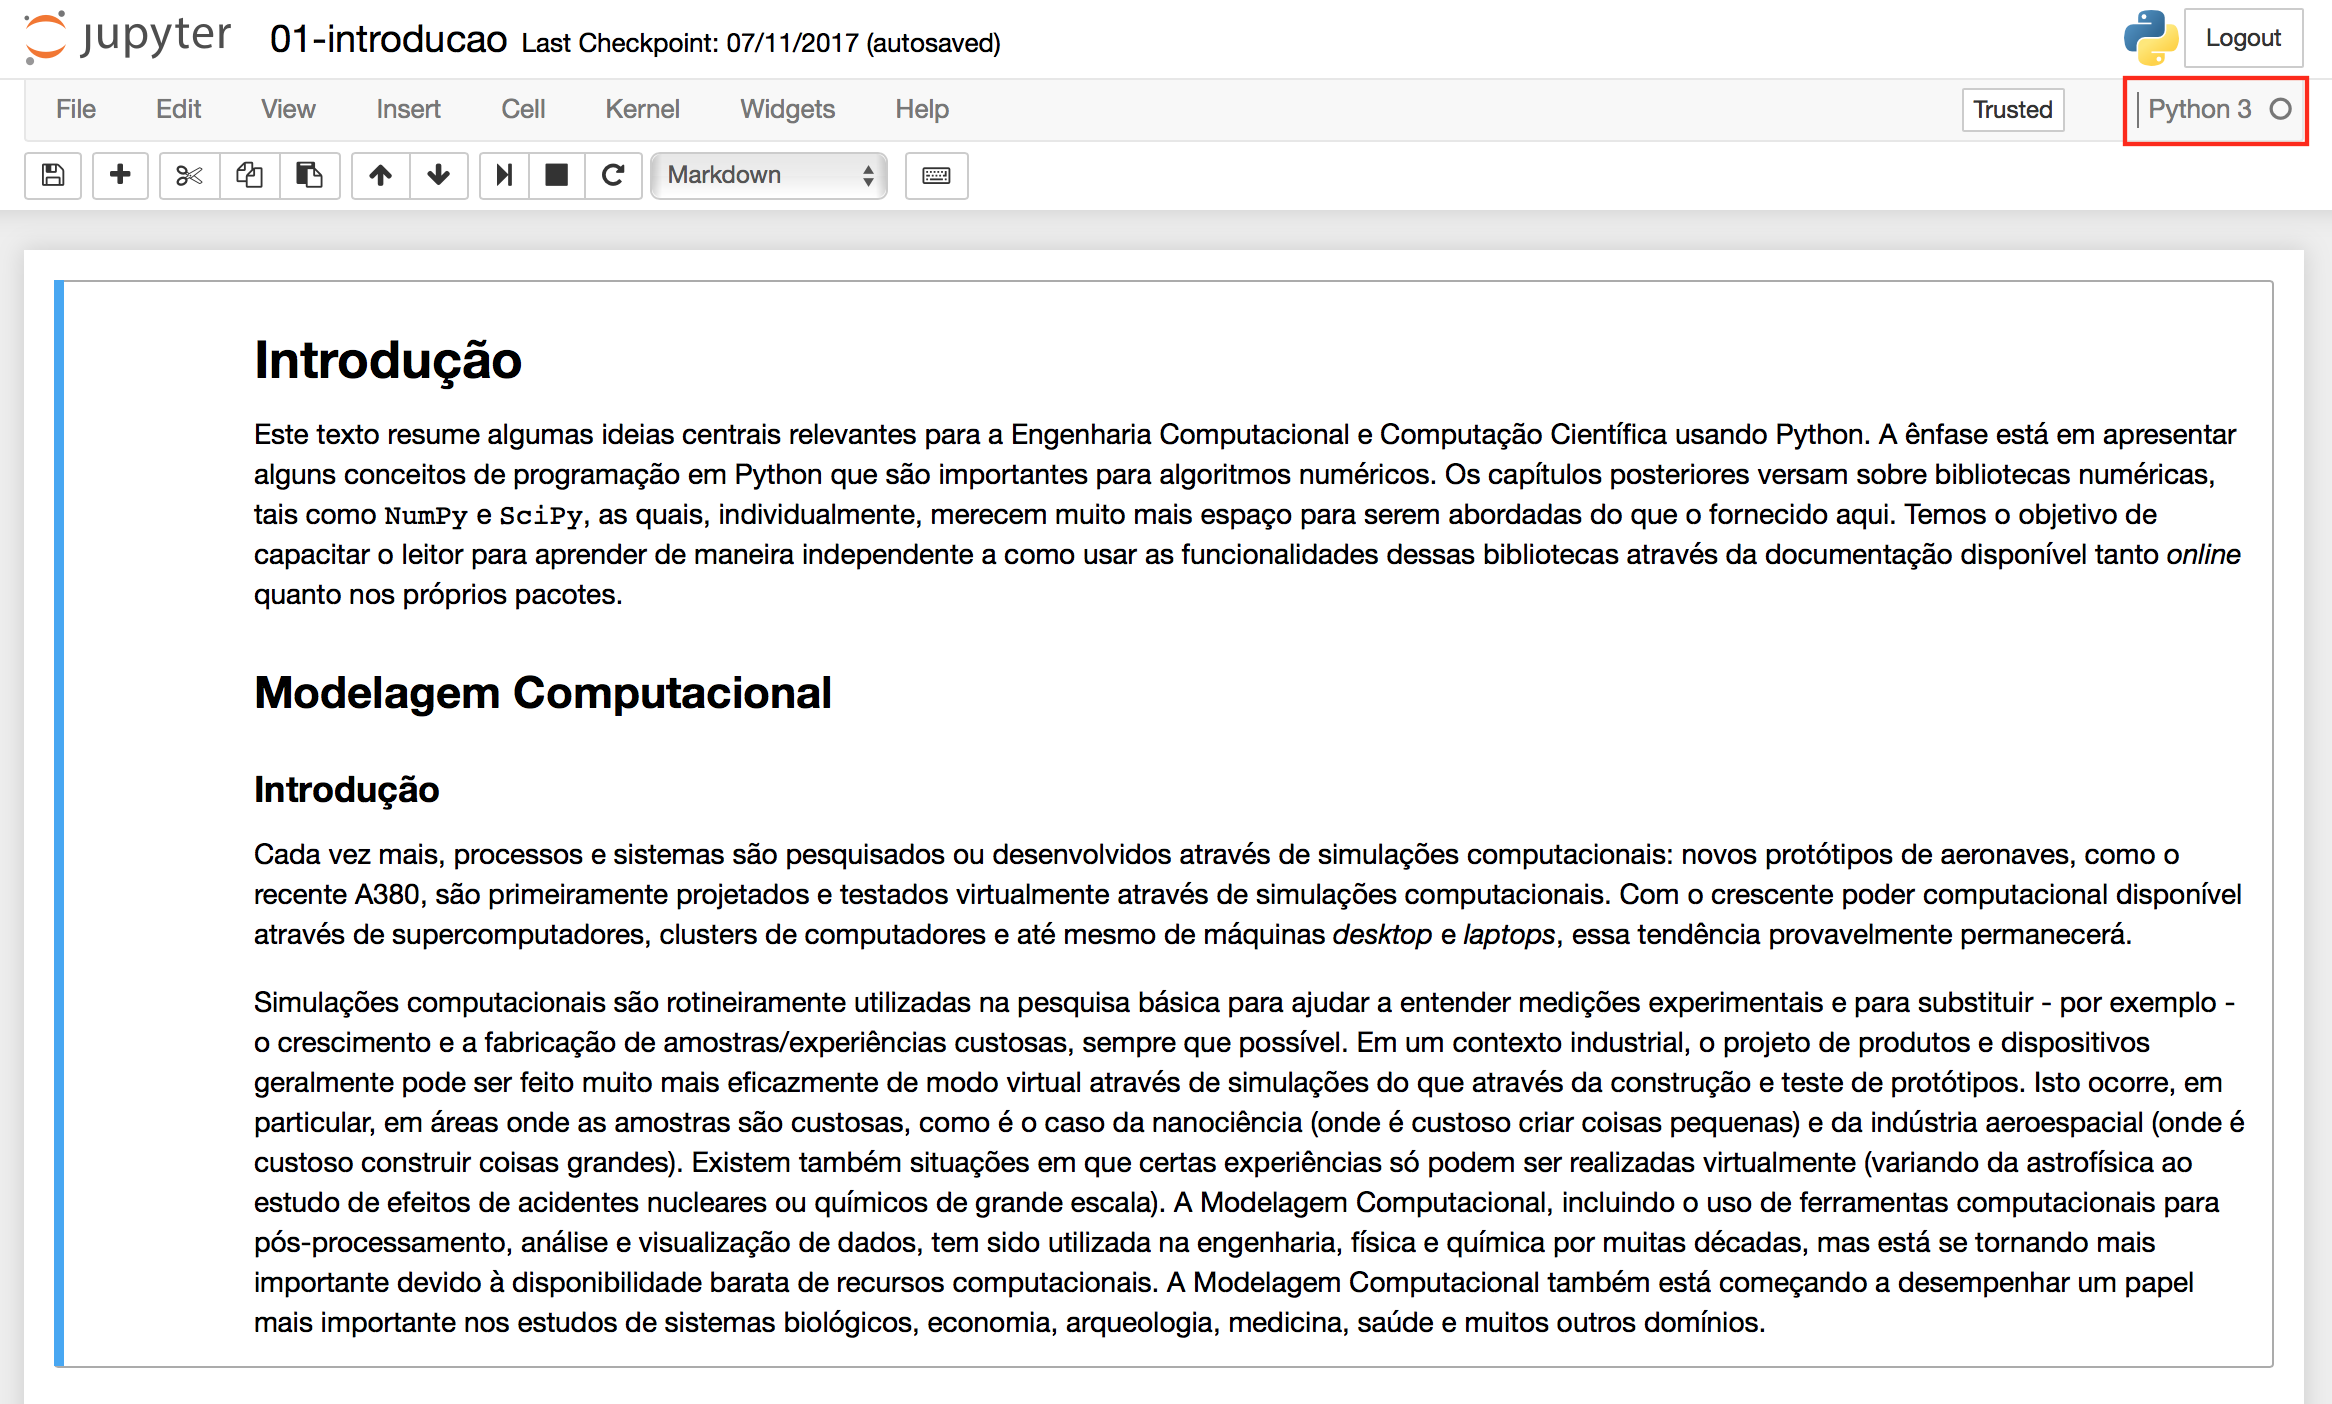 jupyter 01-introducao Last Checkpoint: 07/11/2017 (autosaved) Logout
File Edit View Insert Cell Kernel Widgets Help Trusted Python 3
Markdown
Introdução
Este texto resume algumas ideias centrais relevantes para a Engenharia Computacional e Computação Científica usando Python. A ênfase está em apresentar
alguns conceitos de programação em Python que são importantes para algoritmos numéricos. Os capítulos posteriores versam sobre bibliotecas numéricas,
tais como NumPy e SciPy, as quais, individualmente, merecem muito mais espaço para serem abordadas do que o fornecido aqui. Temos o objetivo de
capacitar o leitor para aprender de maneira independente a como usar as funcionalidades dessas bibliotecas através da documentação disponível tanto online
quanto nos próprios pacotes.
Modelagem Computacional
Introdução
Cada vez mais, processos e sistemas são pesquisados ou desenvolvidos através de simulações computacionais: novos protótipos de aeronaves, como o
recente A380, são primeiramente projetados e testados virtualmente através de simulações computacionais. Com o crescente poder computacional disponível
através de supercomputadores, clusters de computadores e até mesmo de máquinas desktop e laptops, essa tendência provavelmente permanecerá.
Simulações computacionais são rotineiramente utilizadas na pesquisa básica para ajudar a entender medições experimentais e para substituir - por exemplo -
o crescimento e a fabricação de amostras/experiências custosas, sempre que possível. Em um contexto industrial, o projeto de produtos e dispositivos
geralmente pode ser feito muito mais eficazmente de modo virtual através de simulações do que através da construção e teste de protótipos. Isto ocorre, em
particular, em áreas onde as amostras são custosas, como é o caso da nanociência (onde é custoso criar coisas pequenas) e da indústria aeroespacial (onde é
custoso construir coisas grandes). Existem também situações em que certas experiências só podem ser realizadas virtualmente (variando da astrofísica ao
estudo de efeitos de acidentes nucleares ou químicos de grande escala). A Modelagem Computacional, incluindo o uso de ferramentas computacionais para
pós-processamento, análise e visualização de dados, tem sido utilizada na engenharia, física e química por muitas décadas, mas está se tornando mais
importante devido à disponibilidade barata de recursos computacionais. A Modelagem Computacional também está começando a desempenhar um papel
mais importante nos estudos de sistemas biológicos, economia, arqueologia, medicina, saúde e muitos outros domínios.